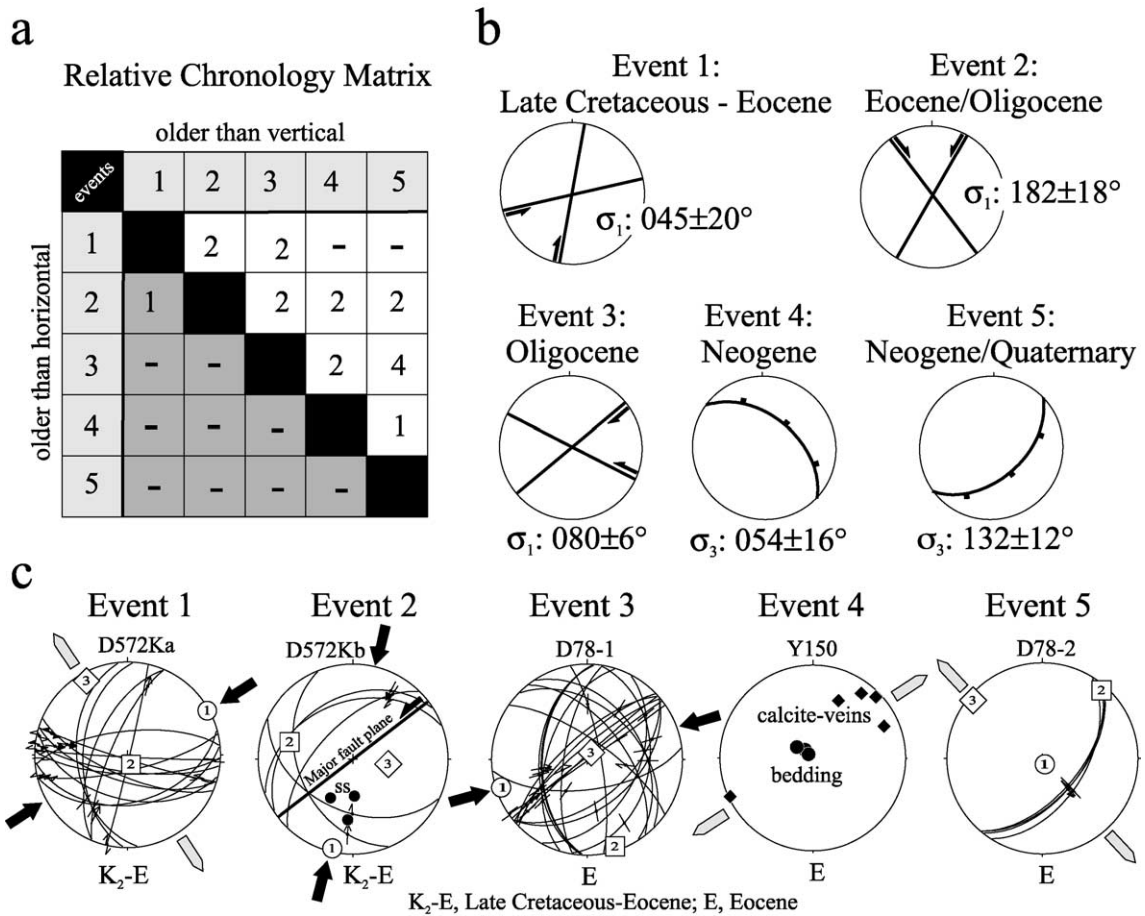 a
Relative Chronology Matrix
older than vertical
older than horizontal
events 1 2 3 4 5
1 2 2 - -
2 1 2 2 2
3 - - 2 4
4 - - - 1
5 - - - -
b
Event 1:
Late Cretaceous - Eocene
σ1: 045±20°
Event 2:
Eocene/Oligocene
σ1: 182±18°
Event 3:
Oligocene
σ1: 080±6°
Event 4:
Neogene
σ3: 054±16°
Event 5:
Neogene/Quaternary
σ3: 132±12°
c
Event 1
D572Ka
3
1
2
K2-E
Event 2
D572Kb
2
Major fault plane
3
ss
1
K2-E
Event 3
D78-1
3
1
2
E
Event 4
Y150
calcite-veins
bedding
E
Event 5
D78-2
2
3
1
E
K2-E, Late Cretaceous-Eocene; E, Eocene